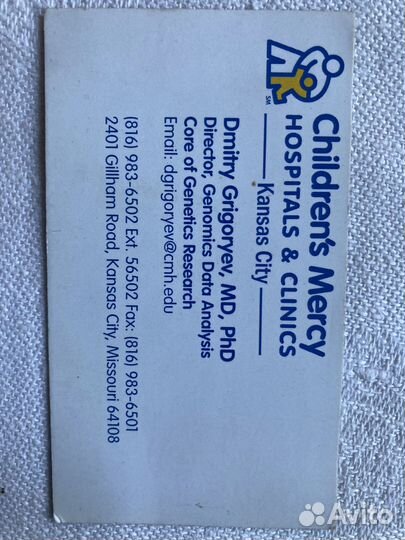 Children's Mercy
HOSPITALS & CLINICS
Kansas City
SM
Dmitry Grigoryev, MD, PhD
Director, Genomics Data Analysis
Core of Genetics Research
Email: dgrigoryev@cmh.edu
(816) 983-6502 Ext. 56502 Fax: (816) 983-6501
2401 Gillham Road, Kansas City, Missouri 64108
Avito